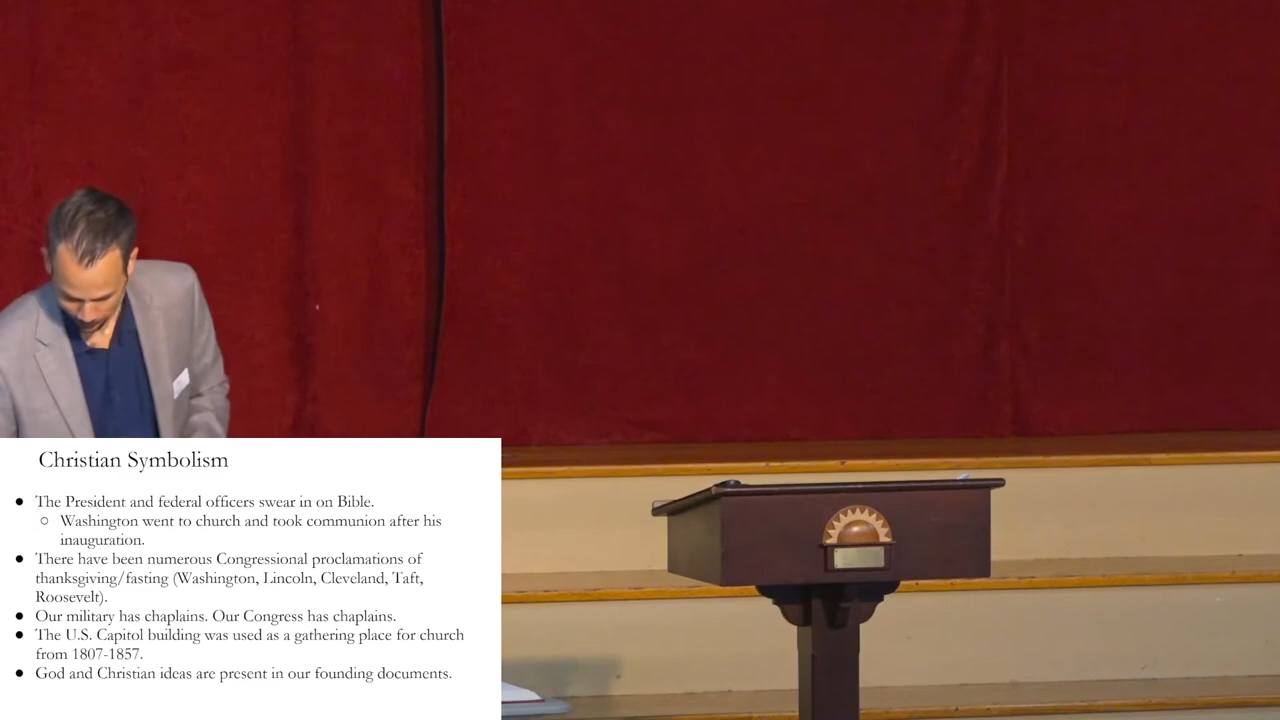 Christian Symbolism
● The President and federal officers swear in on Bible.
○ Washington went to church and took communion after his
inauguration.
● There have been numerous Congressional proclamations of
thanksgiving/fasting (Washington, Lincoln, Cleveland, Taft,
Roosevelt).
● Our military has chaplains. Our Congress has chaplains.
● The U.S. Capitol building was used as a gathering place for church
from 1807-1857.
● God and Christian ideas are present in our founding documents.